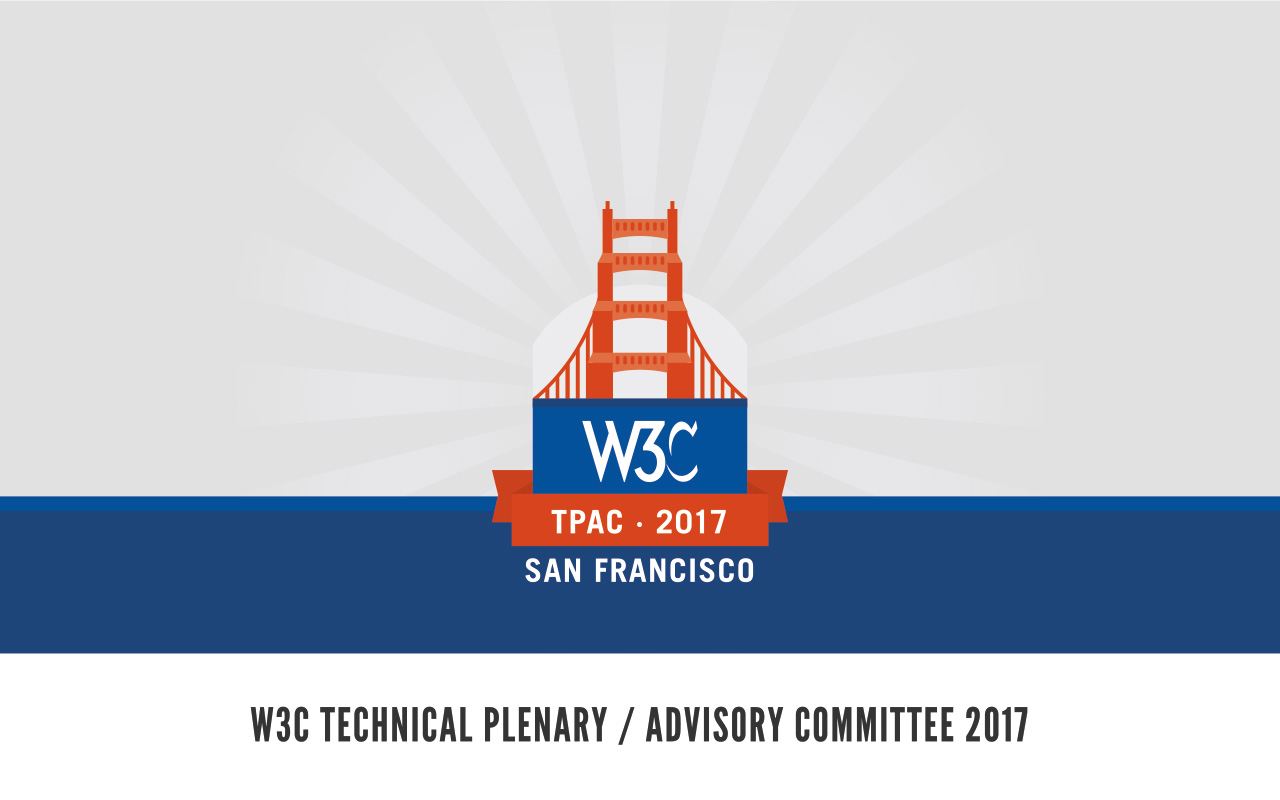 W3C
TPAC · 2017
SAN FRANCISCO
W3C TECHNICAL PLENARY / ADVISORY COMMITTEE 2017